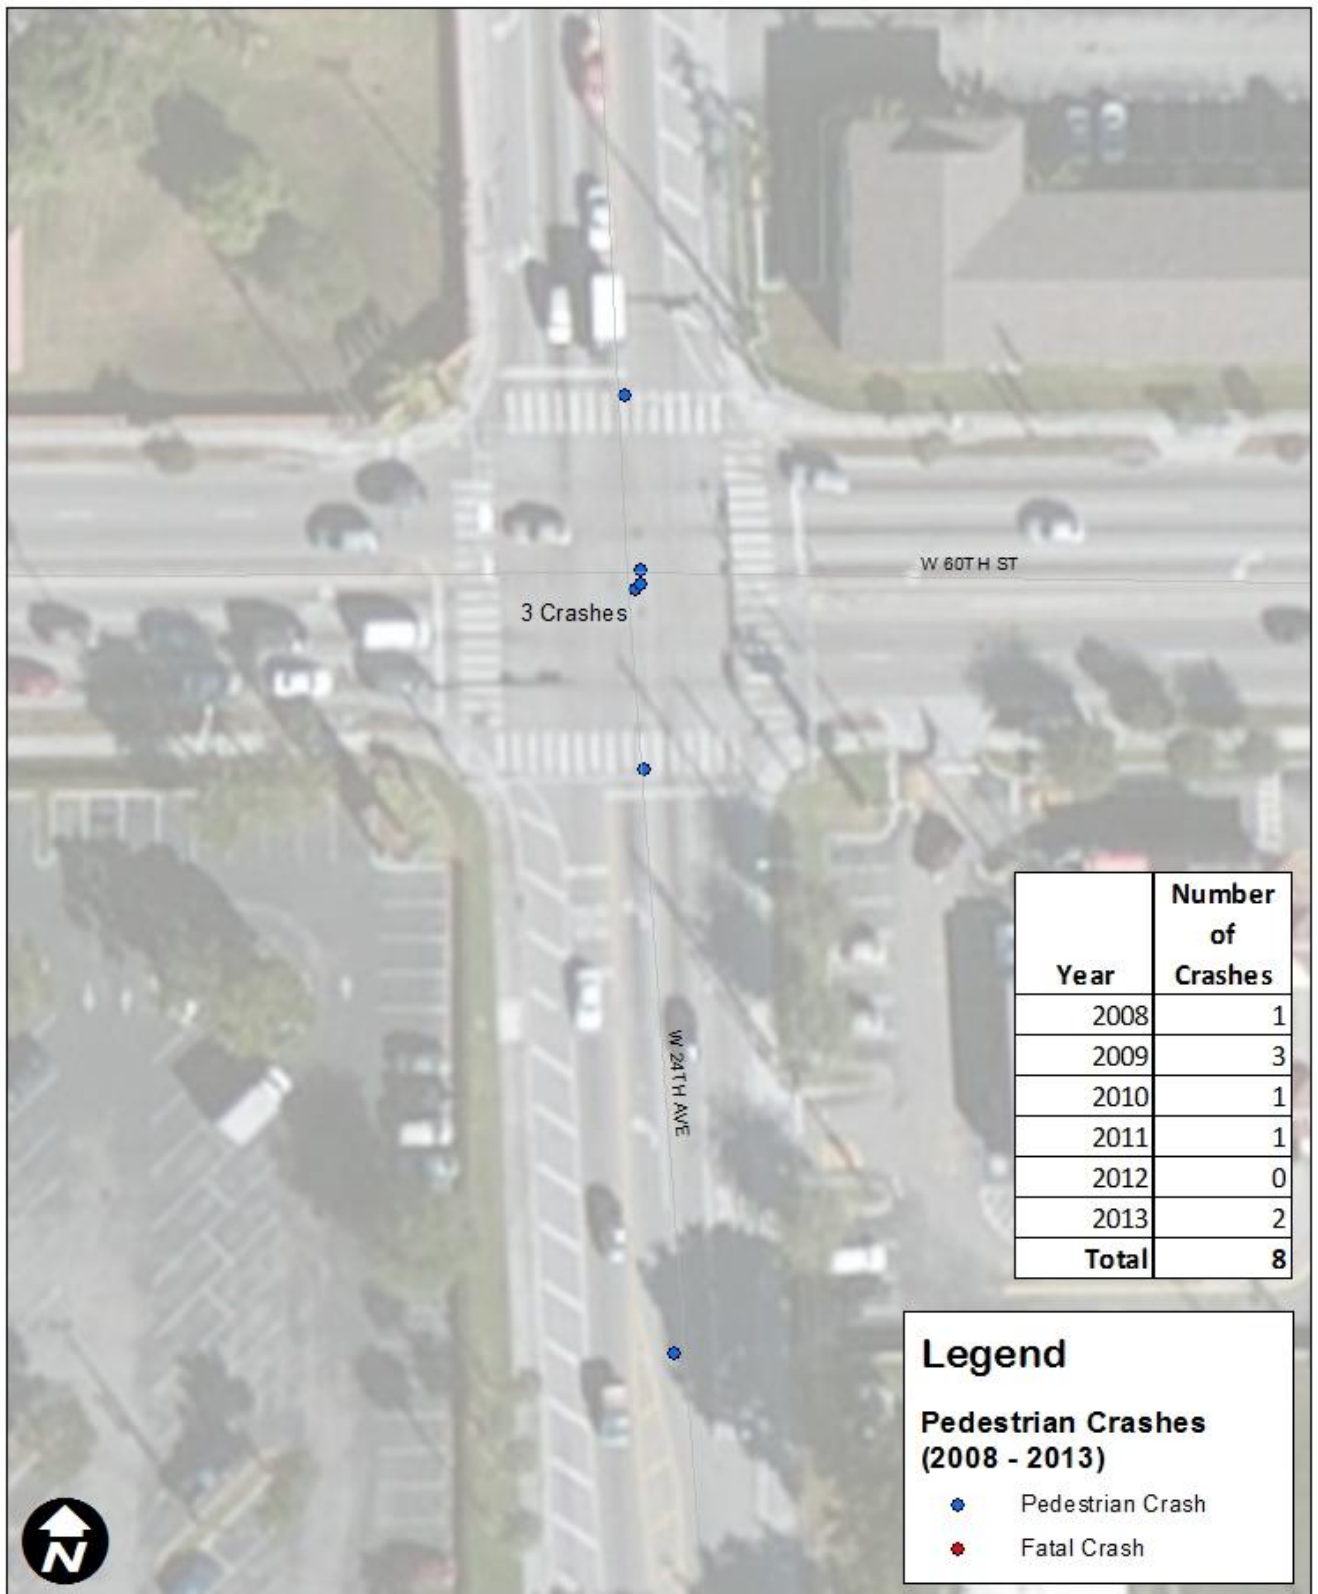 W 60TH ST
3 Crashes
W 24TH AVE
Year Number of Crashes
2008 1
2009 3
2010 1
2011 1
2012 0
2013 2
Total 8
Legend
Pedestrian Crashes
(2008 - 2013)
Pedestrian Crash
Fatal Crash
N